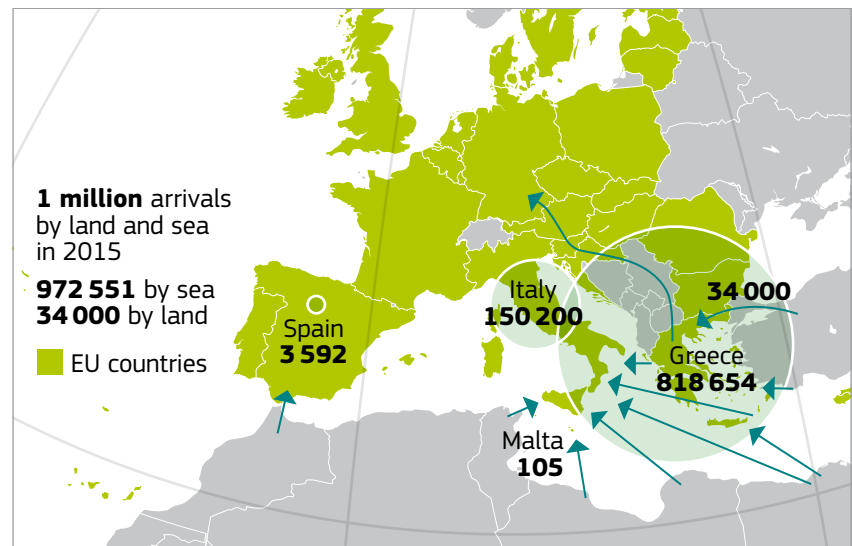 1 million arrivals
by land and sea
in 2015
972 551 by sea
34 000 by land
EU countries
Spain
3 592
Italy
150 200
34 000
Greece
818 654
Malta
105